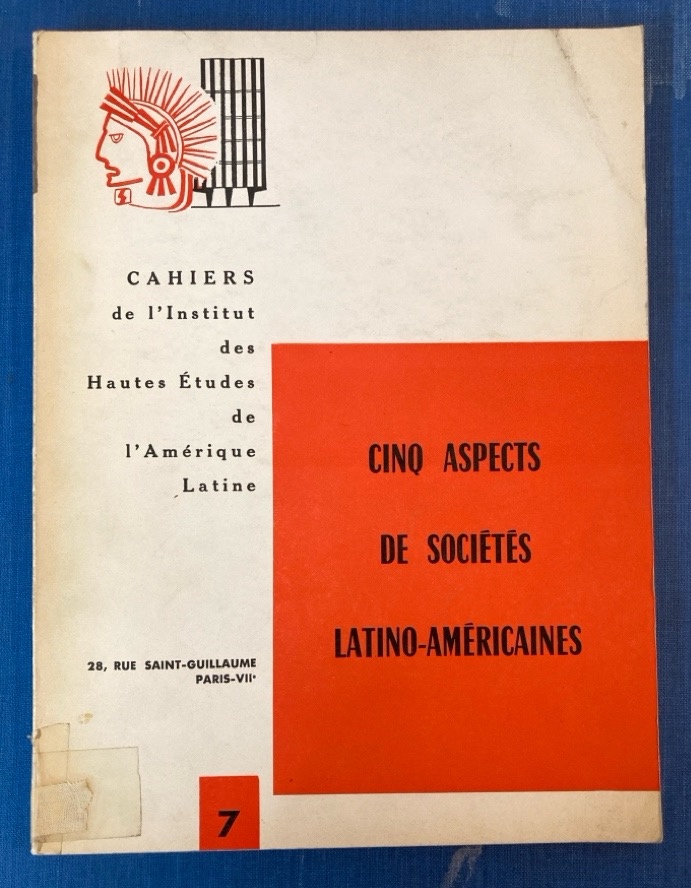 CAHIERS
de l'Institut
des
Hautes Études
de
l'Amérique
Latine
CINQ ASPECTS
DE SOCIÉTÉS
LATINO-AMÉRICAINES
28, RUE SAINT-GUILLAUME
PARIS-VIIe
7